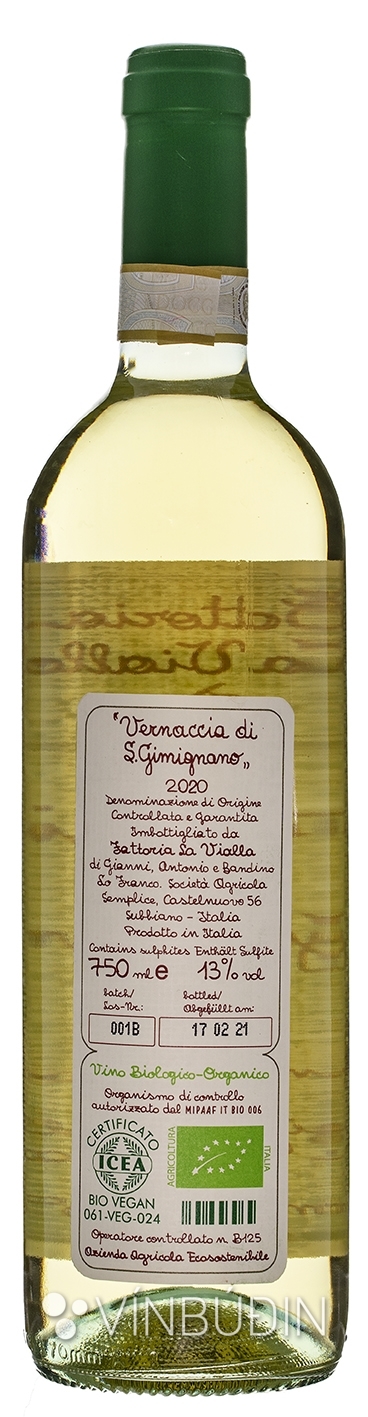 ADOCG
"Vernaccia di
S.Gimignano"
2020
Denominazione di Origine
Controllata e Garantita
Imbottigliato da
Fattoria La Vialla
di Gianni, Antonio e Bandino
Lo Franco. Società Agricola
Semplice, Castelnuovo 56
Subbiano - Italia
Prodotto in Italia
Contains sulphites Enthält Sulfite
750 ml e 13% vol
batch/ bottled/
Los-Nr.: Abgefüllt am:
001B 17 02 21
Vino Biologico-Organico
Organismo di controllo
autorizzato dal MIPAAF IT BIO 006
CERTIFICATO
ICEA
BIO VEGAN
061-VEG-024
AGRICOLTURA
ITALIA
Operatore controllato n. B125
Azienda Agricola Ecosostenibile
VÍNBÚÐIN
70mm